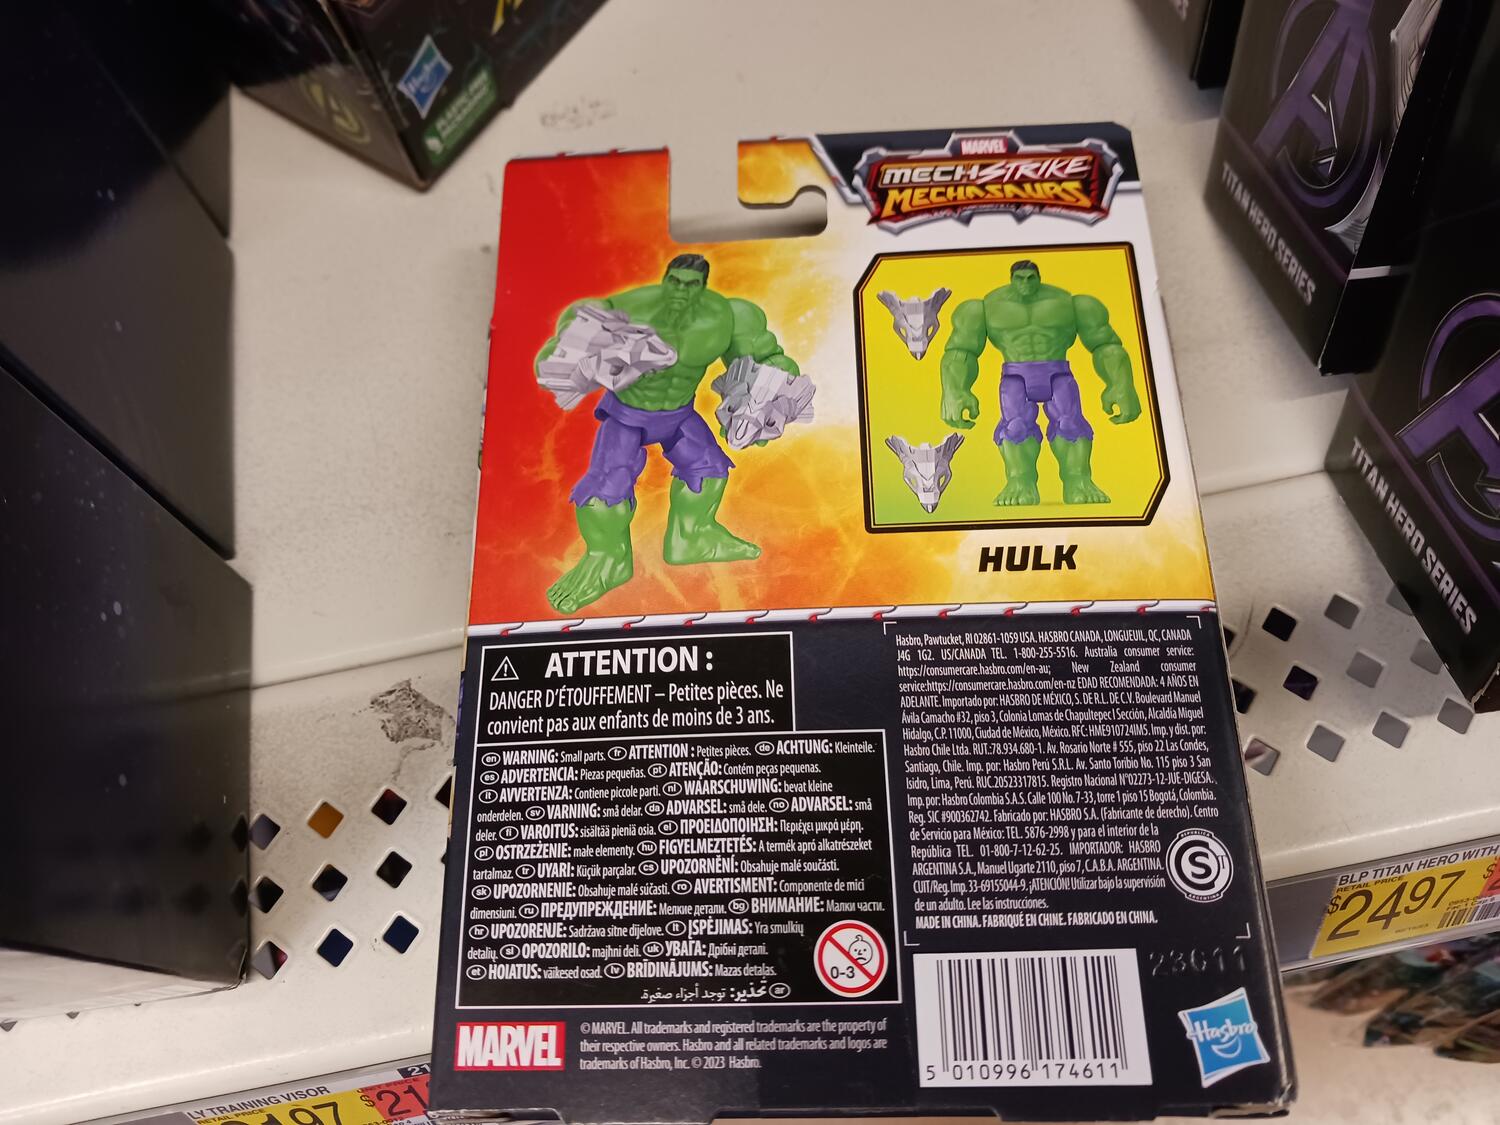 Hasbro
TITAN HERO SERIES
TITAN HERO SERIES
MARVEL
MECHSTRIKE
MECHASAURS
HULK
ATTENTION :
DANGER D'ÉTOUFFEMENT – Petites pièces. Ne
convient pas aux enfants de moins de 3 ans.
en WARNING: Small parts. fr ATTENTION : Petites pièces. de ACHTUNG: Kleinteile.
es ADVERTENCIA: Piezas pequeñas. pt ATENÇÃO: Contém peças pequenas.
it AVVERTENZA: Contiene piccole parti. nl WAARSCHUWING: bevat kleine
onderdelen. sv VARNING: små delar. da ADVARSEL: små dele. no ADVARSEL: små
deler. fi VAROITUS: sisältää pieniä osia. el ΠΡΟΕΙΔΟΠΟΙΗΣΗ: Περιέχει μικρά μέρη.
pl OSTRZEŻENIE: małe elementy. hu FIGYELMEZTETÉS: A termék apró alkatrészeket
tartalmaz. tr UYARI: Küçük parçalar. cs UPOZORNĚNÍ: Obsahuje malé součásti.
sk UPOZORNENIE: Obsahuje malé súčasti. ro AVERTISMENT: Componente de mici
dimensiuni. ru ПРЕДУПРЕЖДЕНИЕ: Мелкие детали. bg ВНИМАНИЕ: Малки части.
hr UPOZORENJE: Sadržava sitne dijelove. lt ĮSPĖJIMAS: Yra smulkių
detalių. sl OPOZORILO: majhni deli. uk УВАГА: Дрібні деталі.
et HOIATUS: väikesed osad. lv BRĪDINĀJUMS: Mazas detaļas.
ar تحذير: توجد أجزاء صغيرة.
0-3
MARVEL
© MARVEL. All trademarks and registered trademarks are the property of
their respective owners. Hasbro and all related trademarks and logos are
trademarks of Hasbro, Inc. © 2023 Hasbro.
Hasbro, Pawtucket, RI 02861-1059 USA. HASBRO CANADA, LONGUEUIL, QC, CANADA
J4G 1G2. US/CANADA TEL. 1-800-255-5516. Australia consumer service:
https://consumercare.hasbro.com/en-au; New Zealand consumer
service:https://consumercare.hasbro.com/en-nz EDAD RECOMENDADA: 4 AÑOS EN
ADELANTE. Importado por: HASBRO DE MÉXICO, S. DE R.L. DE C.V. Boulevard Manuel
Ávila Camacho #32, piso 3, Colonia Lomas de Chapultepec I Sección, Alcaldía Miguel
Hidalgo, C.P. 11000, Ciudad de México, México. RFC: HME910724IM5. Imp. y dist. por:
Hasbro Chile Ltda. RUT.:78.934.680-1. Av. Rosario Norte # 555, piso 22 Las Condes,
Santiago, Chile. Imp. por: Hasbro Perú S.R.L. Av. Santo Toribio No. 115 piso 3 San
Isidro, Lima, Perú. RUC.20523317815. Registro Nacional N°02273-12-JUE-DIGESA.
Imp. por: Hasbro Colombia S.A.S. Calle 100 No. 7-33, torre 1 piso 15 Bogotá, Colombia.
Reg. SIC #900362742. Fabricado por: HASBRO S.A. (Fabricante de derecho). Centro
de Servicio para México: TEL. 5876-2998 y para el interior de la
República TEL. 01-800-7-12-62-25. IMPORTADOR: HASBRO
ARGENTINA S.A., Manuel Ugarte 2110, piso 7, C.A.B.A. ARGENTINA.
CUIT/Reg. Imp. 33-69155044-9. ¡ATENCIÓN! Utilizar bajo la supervisión
de un adulto. Lee las instrucciones.
MADE IN CHINA. FABRIQUÉ EN CHINE. FABRICADO EN CHINA.
S
23611
5 010996 174611
Hasbro
BLP TITAN HERO WITH
RETAIL PRICE
$24.97
LY TRAINING VISOR
RETAIL PRICE
UNIT PRICE
$21